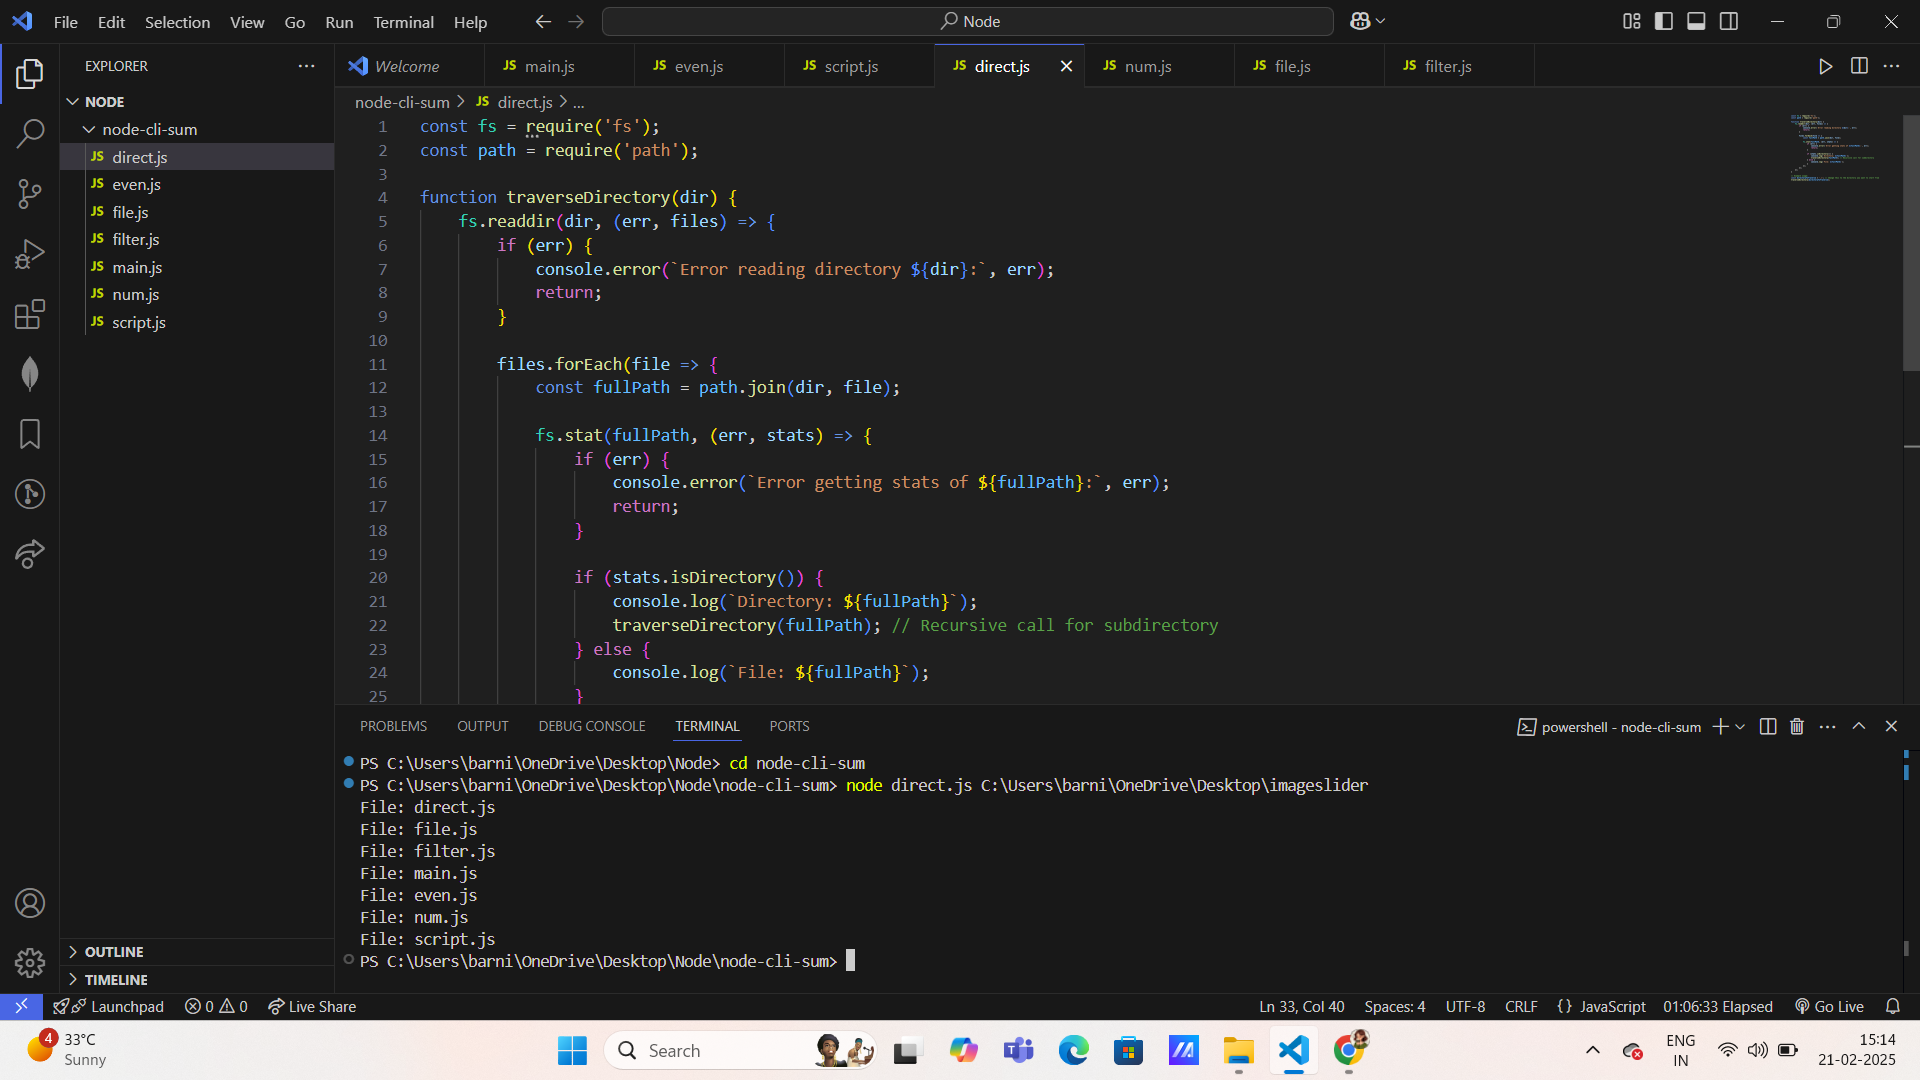 File Edit Selection View Go Run Terminal Help
Node
EXPLORER
NODE
node-cli-sum
JS direct.js
JS even.js
JS file.js
JS filter.js
JS main.js
JS num.js
JS script.js
OUTLINE
TIMELINE
Welcome JS main.js JS even.js JS script.js JS direct.js JS num.js JS file.js JS filter.js
node-cli-sum > JS direct.js > ...
1 const fs = require('fs');
2 const path = require('path');
3
4 function traverseDirectory(dir) {
5 fs.readdir(dir, (err, files) => {
6 if (err) {
7 console.error(`Error reading directory ${dir}:`, err);
8 return;
9 }
10
11 files.forEach(file => {
12 const fullPath = path.join(dir, file);
13
14 fs.stat(fullPath, (err, stats) => {
15 if (err) {
16 console.error(`Error getting stats of ${fullPath}:`, err);
17 return;
18 }
19
20 if (stats.isDirectory()) {
21 console.log(`Directory: ${fullPath}`);
22 traverseDirectory(fullPath); // Recursive call for subdirectory
23 } else {
24 console.log(`File: ${fullPath}`);
25 }
PROBLEMS OUTPUT DEBUG CONSOLE TERMINAL PORTS
powershell - node-cli-sum
PS C:\Users\barni\OneDrive\Desktop\Node> cd node-cli-sum
PS C:\Users\barni\OneDrive\Desktop\Node\node-cli-sum> node direct.js C:\Users\barni\OneDrive\Desktop\imageslider
File: direct.js
File: file.js
File: filter.js
File: main.js
File: even.js
File: num.js
File: script.js
PS C:\Users\barni\OneDrive\Desktop\Node\node-cli-sum>
Launchpad 0 0 Live Share
Ln 33, Col 40 Spaces: 4 UTF-8 CRLF {} JavaScript 01:06:33 Elapsed Go Live
4
33°C
Sunny
Search
ENG
IN
15:14
21-02-2025